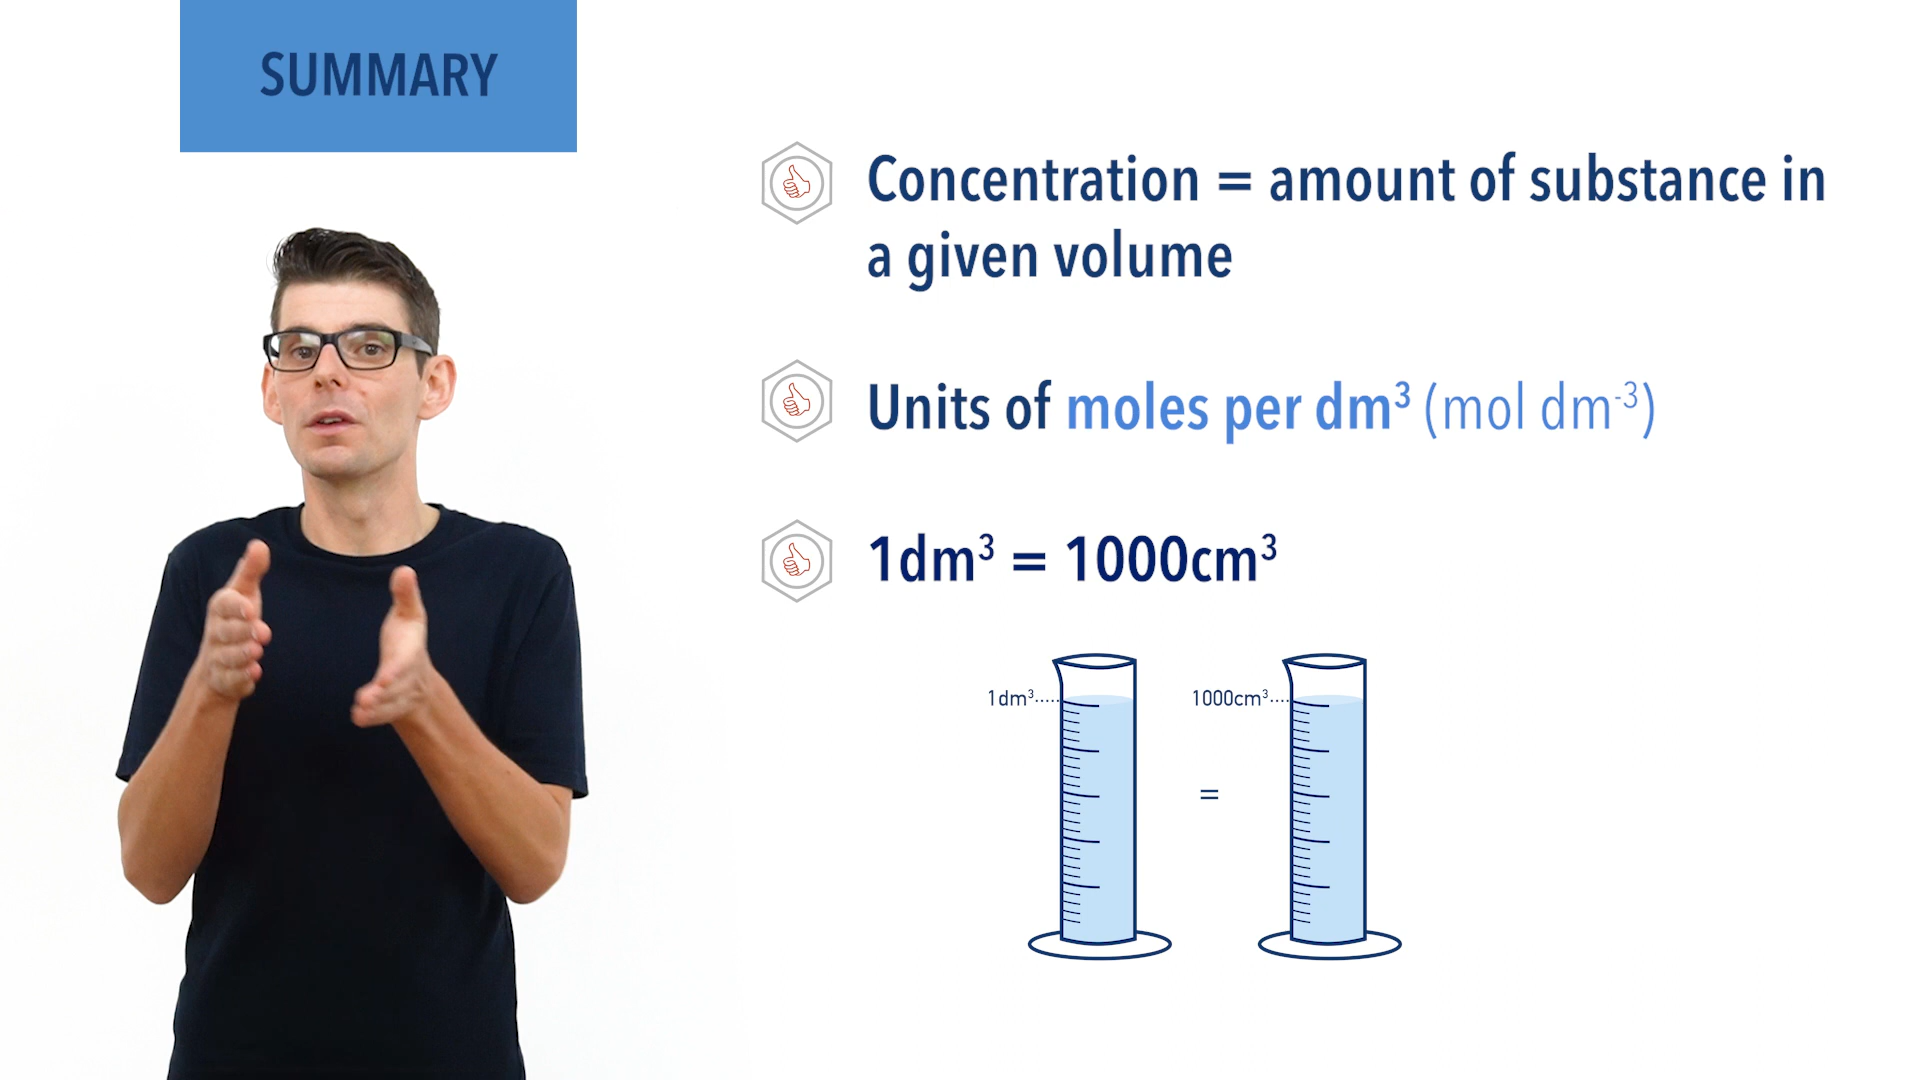 SUMMARY
Concentration = amount of substance in
a given volume
Units of moles per dm³ (mol dm⁻³)
1dm³ = 1000cm³
1dm³
1000cm³
=